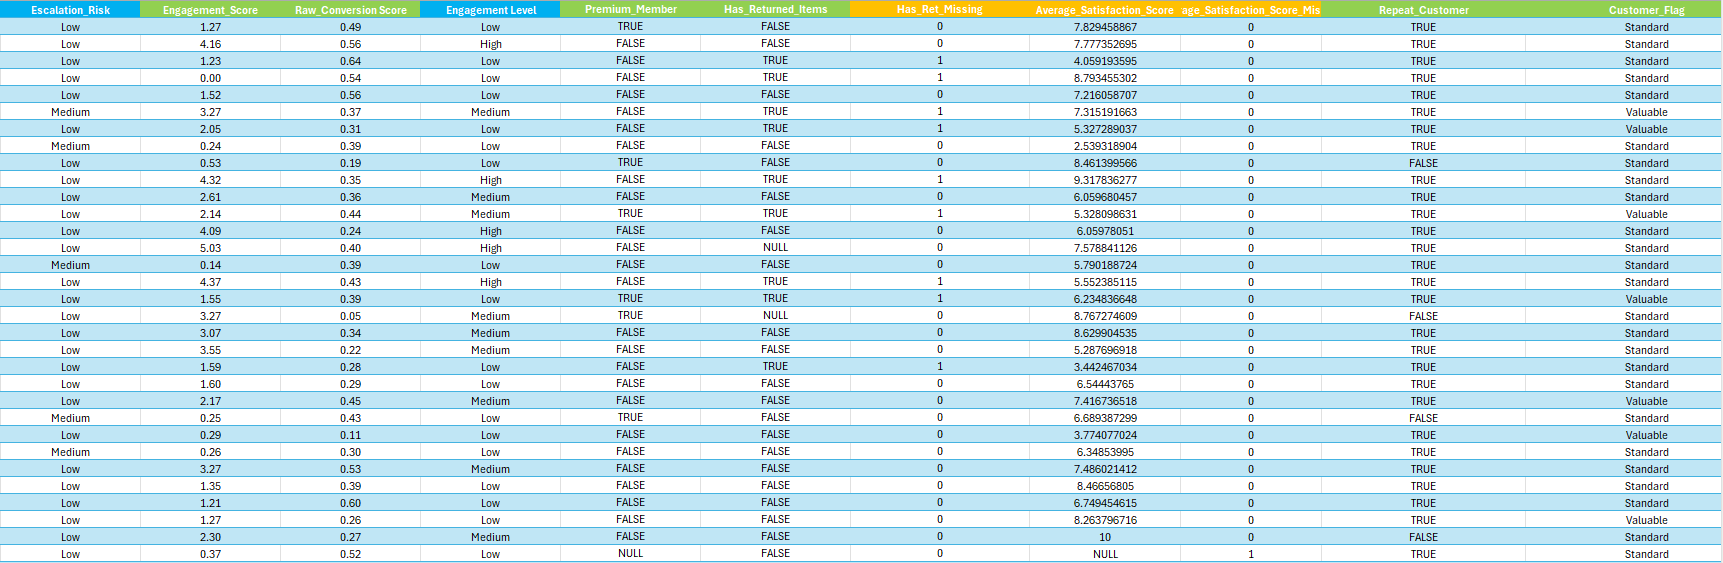 Escalation_Risk Engagement_Score Raw_Conversion Score Engagement Level Premium_Member Has_Returned_Items Has_Ret_Missing Average_Satisfaction_Score age_Satisfaction_Score_Mis Repeat_Customer Customer_Flag
Low 1.27 0.49 Low TRUE FALSE 0 7.829458867 0 TRUE Standard
Low 4.16 0.56 High FALSE FALSE 0 7.777352695 0 TRUE Standard
Low 1.23 0.64 Low FALSE TRUE 1 4.059193595 0 TRUE Standard
Low 0.00 0.54 Low FALSE TRUE 1 8.793455302 0 TRUE Standard
Low 1.52 0.56 Low FALSE FALSE 0 7.216058707 0 TRUE Standard
Medium 3.27 0.37 Medium FALSE TRUE 1 7.315191663 0 TRUE Valuable
Low 2.05 0.31 Low FALSE TRUE 1 5.327289037 0 TRUE Valuable
Medium 0.24 0.39 Low FALSE FALSE 0 2.539318904 0 TRUE Standard
Low 0.53 0.19 Low TRUE FALSE 0 8.461399566 0 FALSE Standard
Low 4.32 0.35 High FALSE TRUE 1 9.317836277 0 TRUE Standard
Low 2.61 0.36 Medium FALSE FALSE 0 6.059680457 0 TRUE Standard
Low 2.14 0.44 Medium TRUE TRUE 1 5.328098631 0 TRUE Valuable
Low 4.09 0.24 High FALSE FALSE 0 6.05978051 0 TRUE Standard
Low 5.03 0.40 High FALSE NULL 0 7.578841126 0 TRUE Standard
Medium 0.14 0.39 Low FALSE FALSE 0 5.790188724 0 TRUE Standard
Low 4.37 0.43 High FALSE TRUE 1 5.552385115 0 TRUE Standard
Low 1.55 0.39 Low TRUE TRUE 1 6.234836648 0 TRUE Valuable
Low 3.27 0.05 Medium TRUE NULL 0 8.767274609 0 FALSE Standard
Low 3.07 0.34 Medium FALSE FALSE 0 8.629904535 0 TRUE Standard
Low 3.55 0.22 Medium FALSE FALSE 0 5.287696918 0 TRUE Standard
Low 1.59 0.28 Low FALSE TRUE 1 3.442467034 0 TRUE Standard
Low 1.60 0.29 Low FALSE FALSE 0 6.54443765 0 TRUE Standard
Low 2.17 0.45 Medium FALSE FALSE 0 7.416736518 0 TRUE Valuable
Medium 0.25 0.43 Low TRUE FALSE 0 6.689387299 0 FALSE Standard
Low 0.29 0.11 Low FALSE FALSE 0 3.774077024 0 TRUE Valuable
Medium 0.26 0.30 Low FALSE FALSE 0 6.34853995 0 TRUE Standard
Low 3.27 0.53 Medium FALSE FALSE 0 7.486021412 0 TRUE Standard
Low 1.35 0.39 Low FALSE FALSE 0 8.46656805 0 TRUE Standard
Low 1.21 0.60 Low FALSE FALSE 0 6.749454615 0 TRUE Standard
Low 1.27 0.26 Low FALSE FALSE 0 8.263796716 0 TRUE Valuable
Low 2.30 0.27 Medium FALSE FALSE 0 10 0 FALSE Standard
Low 0.37 0.52 Low NULL FALSE 0 NULL 1 TRUE Standard